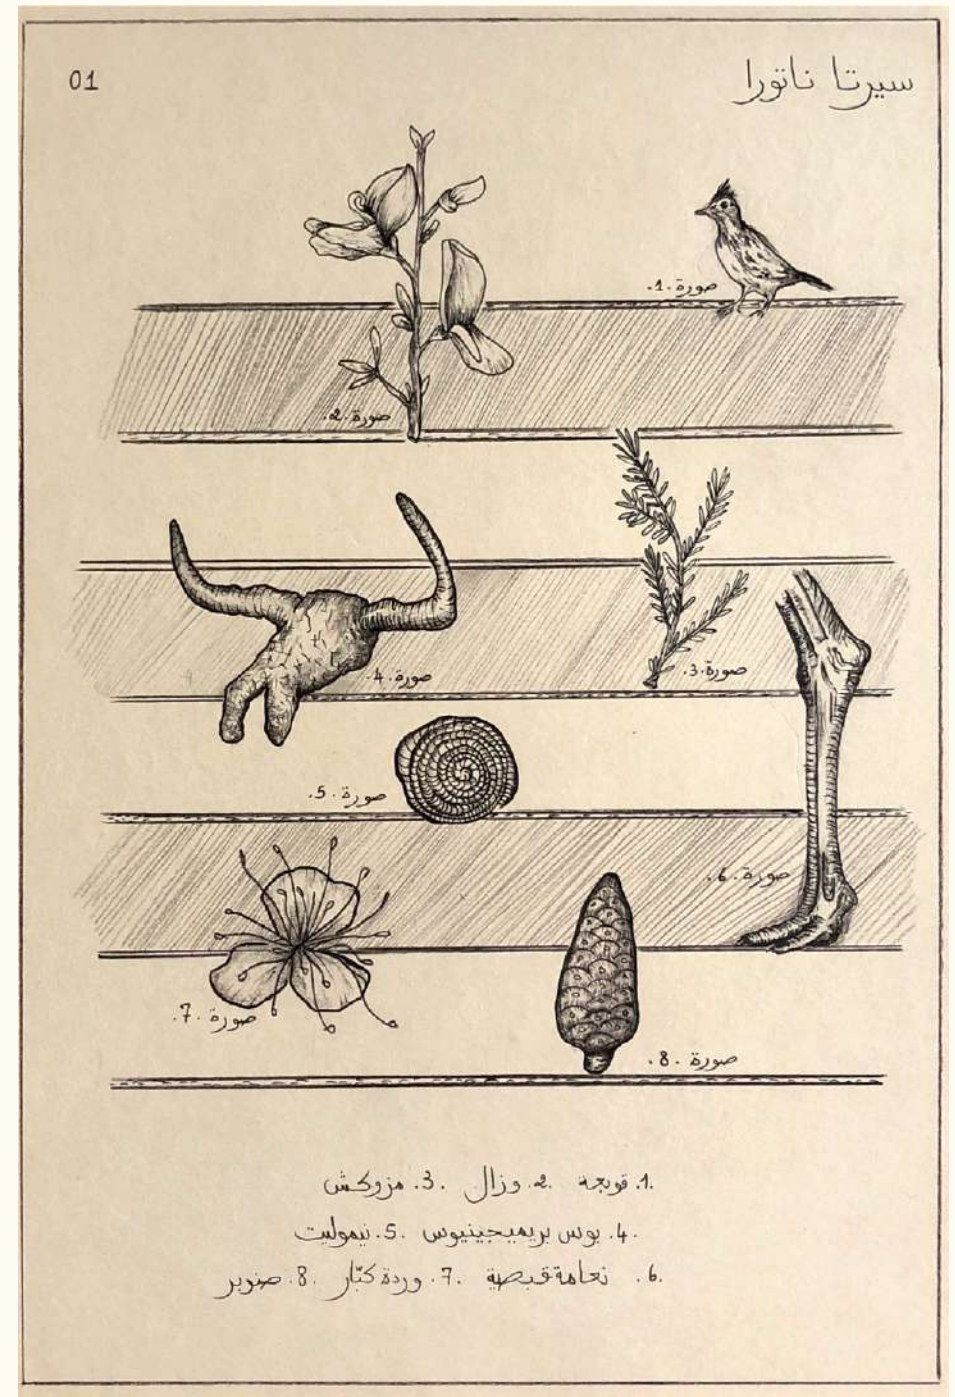 سيرتا ناتورا
01
صورة .1.
صورة .2.
صورة .3.
صورة .4.
صورة .5.
صورة .6.
صورة .7.
صورة .8.
.1. قوبعة .2. وزال .3. مزوكش
.4. بوس بريميجينيوس .5. نيموليت
.6. نعامة قبصية .7. وردة كبّار .8. صنوبر